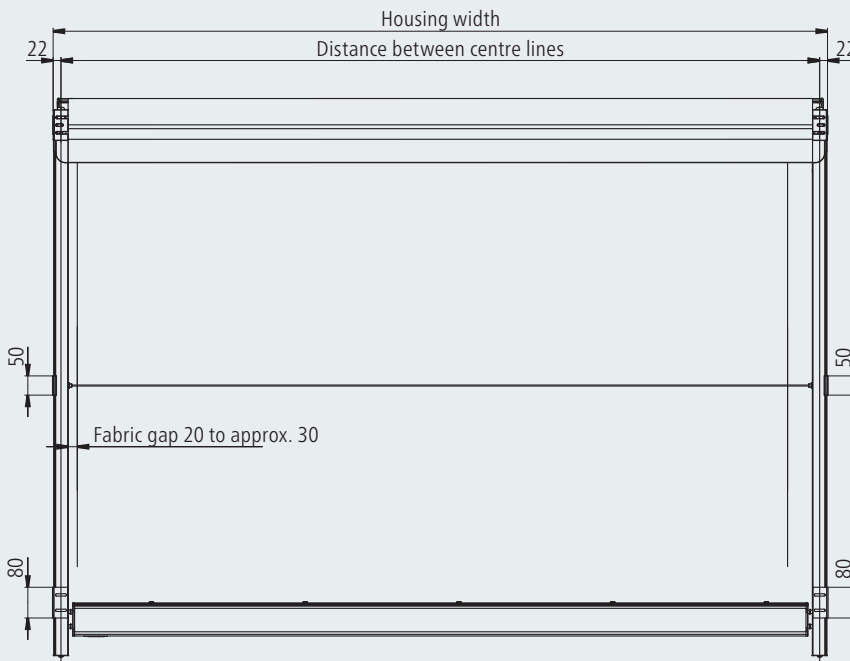 Housing width
22
Distance between centre lines
22
50
50
Fabric gap 20 to approx. 30
80
80